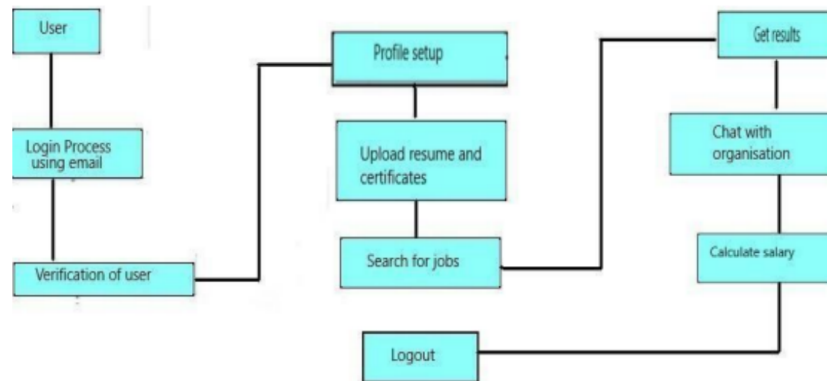 User
Login Process
using email
Verification of user
Profile setup
Upload resume and
certificates
Search for jobs
Get results
Chat with
organisation
Calculate salary
Logout